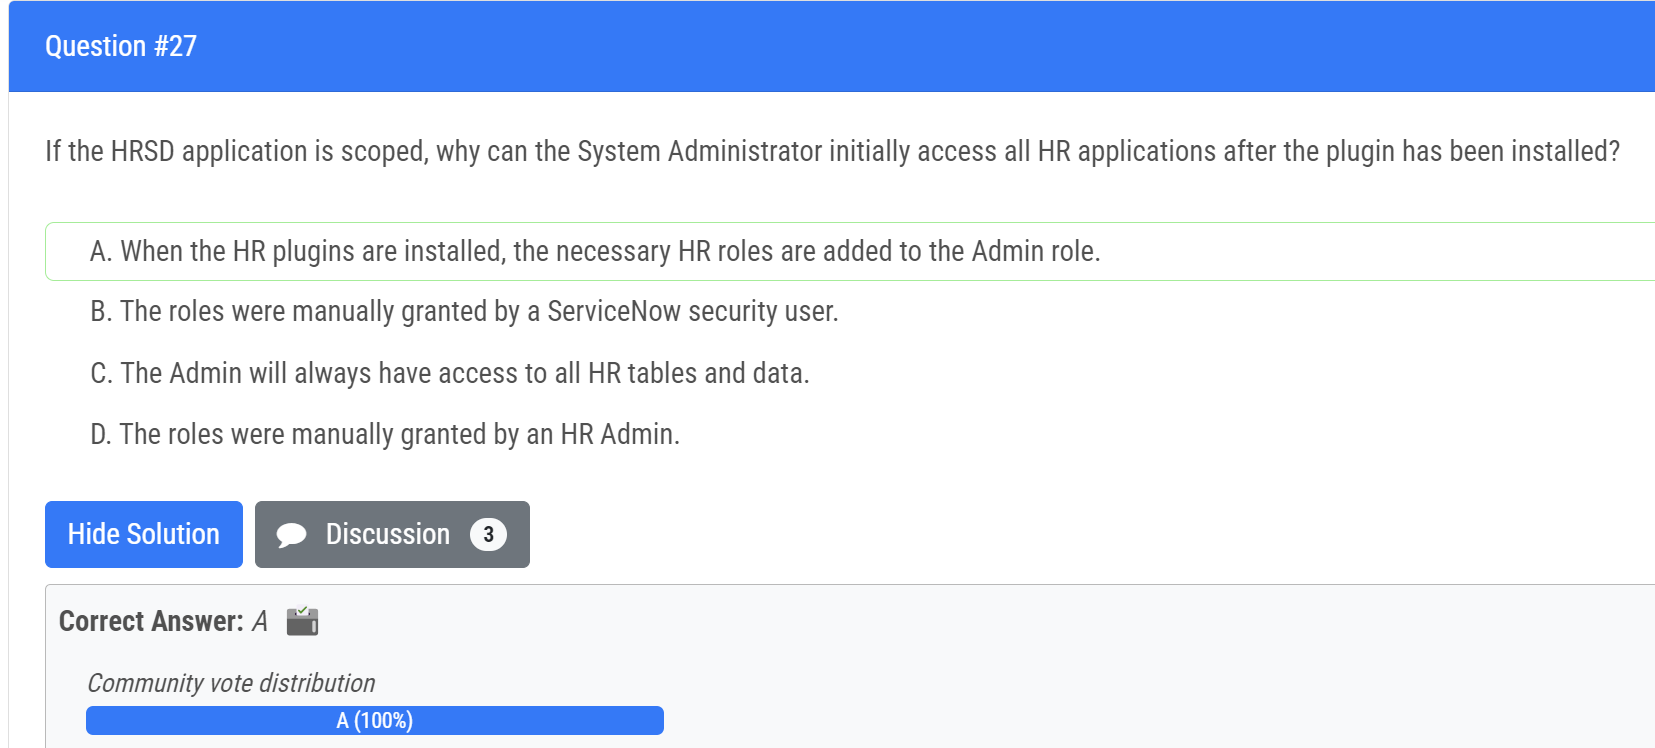 Question #27
If the HRSD application is scoped, why can the System Administrator initially access all HR applications after the plugin has been installed?
A. When the HR plugins are installed, the necessary HR roles are added to the Admin role.
B. The roles were manually granted by a ServiceNow security user.
C. The Admin will always have access to all HR tables and data.
D. The roles were manually granted by an HR Admin.
Hide Solution Discussion 3
Correct Answer: A
Community vote distribution
A (100%)